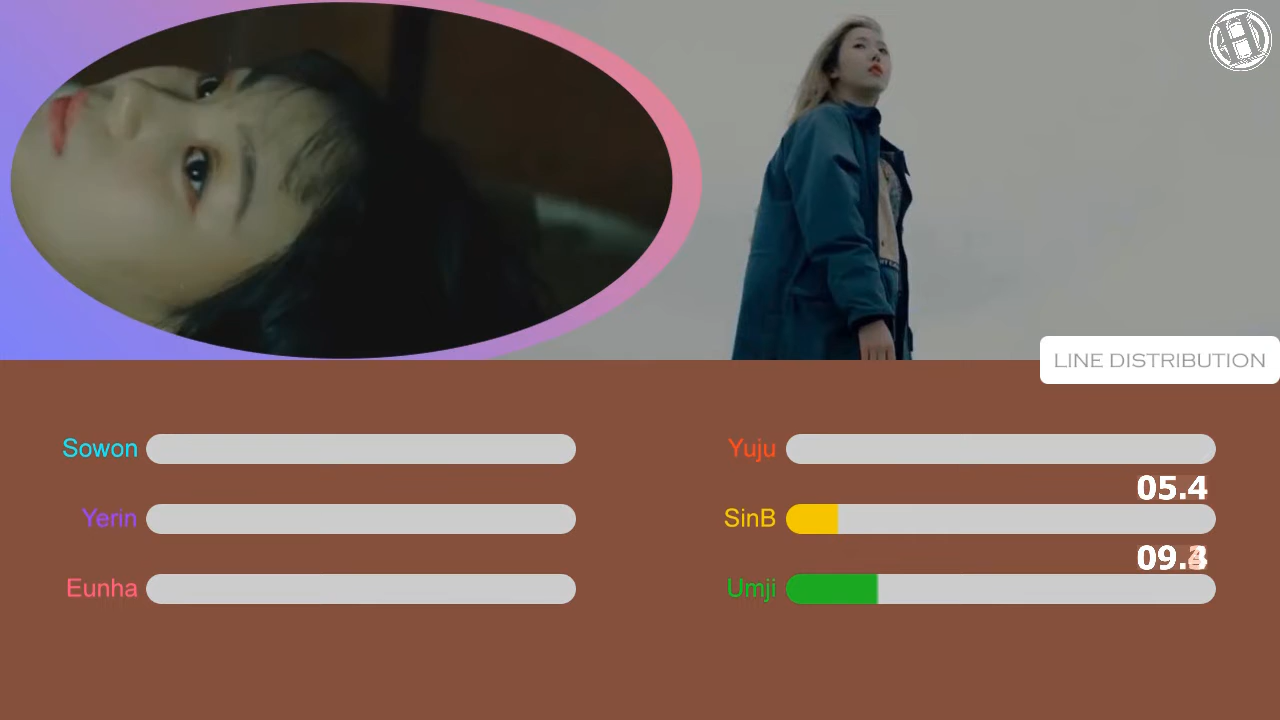 LINE DISTRIBUTION
Sowon
Yuju
05.4
Yerin
SinB
Eunha
Umji